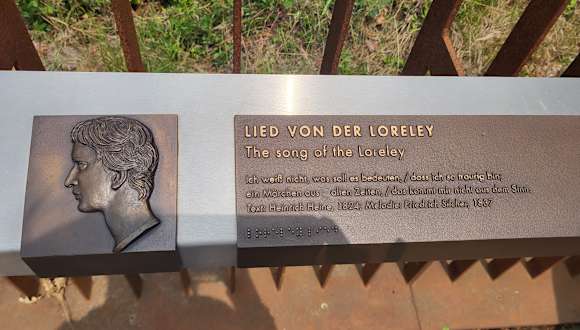 LIED VON DER LORELEY
The song of the Loreley
Ich weiß nicht, was soll es bedeuten, / dass ich so traurig bin,
ein Märchen aus alten Zeiten, / das kommt mir nicht aus dem Sinn.
Text: Heinrich Heine, 1824; Melodie: Friedrich Silcher, 1837